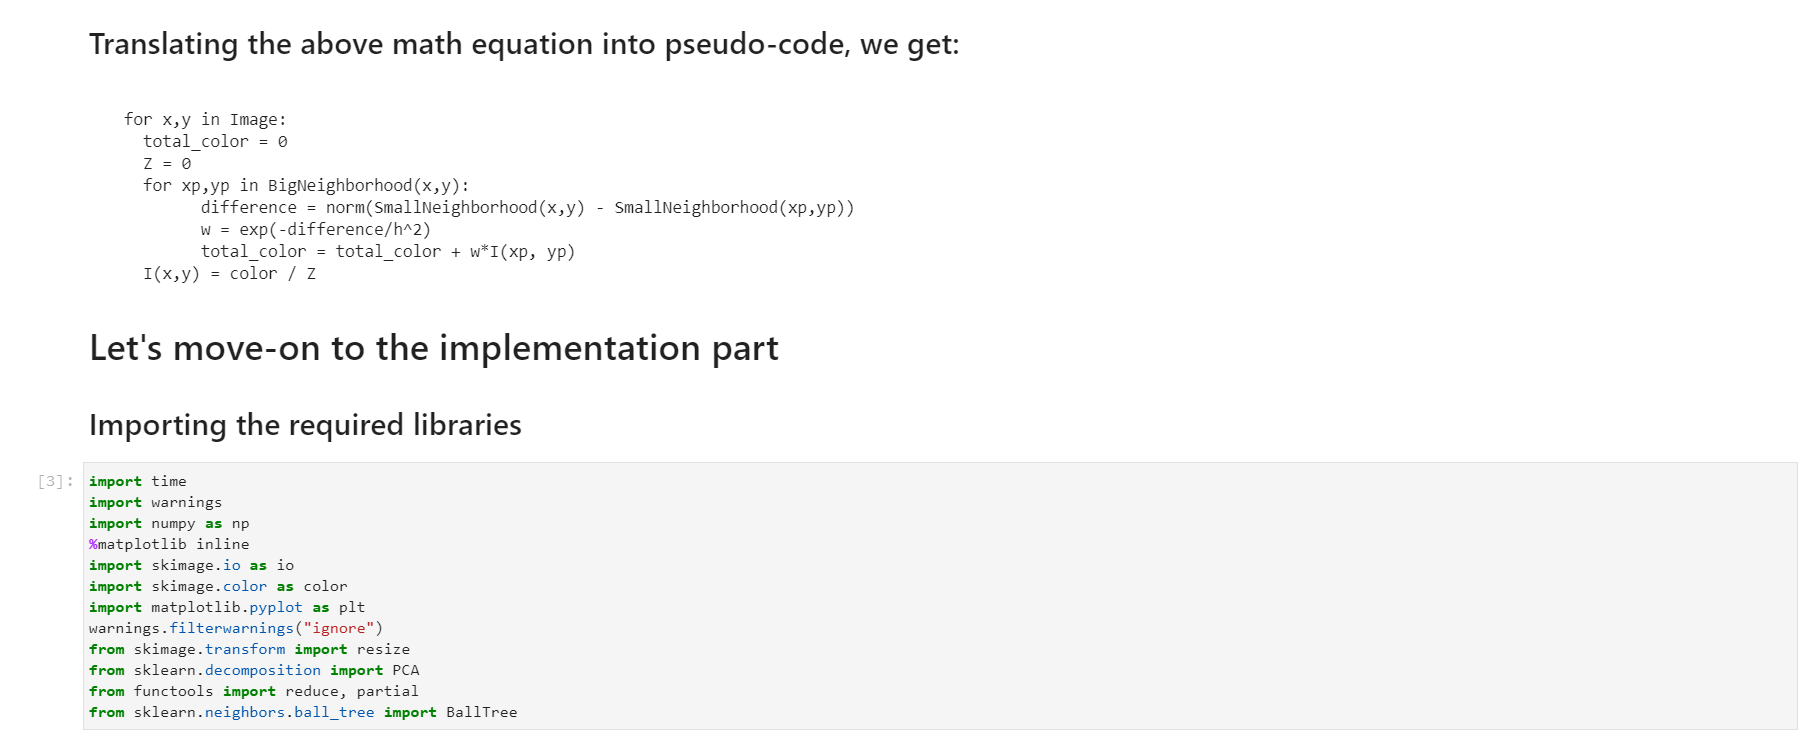 Translating the above math equation into pseudo-code, we get:
for x,y in Image:
  total_color = 0
  Z = 0
  for xp,yp in BigNeighborhood(x,y):
        difference = norm(SmallNeighborhood(x,y) - SmallNeighborhood(xp,yp))
        w = exp(-difference/h^2)
        total_color = total_color + w*I(xp, yp)
  I(x,y) = color / Z
Let's move-on to the implementation part
Importing the required libraries
[3]: import time
import warnings
import numpy as np
%matplotlib inline
import skimage.io as io
import skimage.color as color
import matplotlib.pyplot as plt
warnings.filterwarnings("ignore")
from skimage.transform import resize
from sklearn.decomposition import PCA
from functools import reduce, partial
from sklearn.neighbors.ball_tree import BallTree